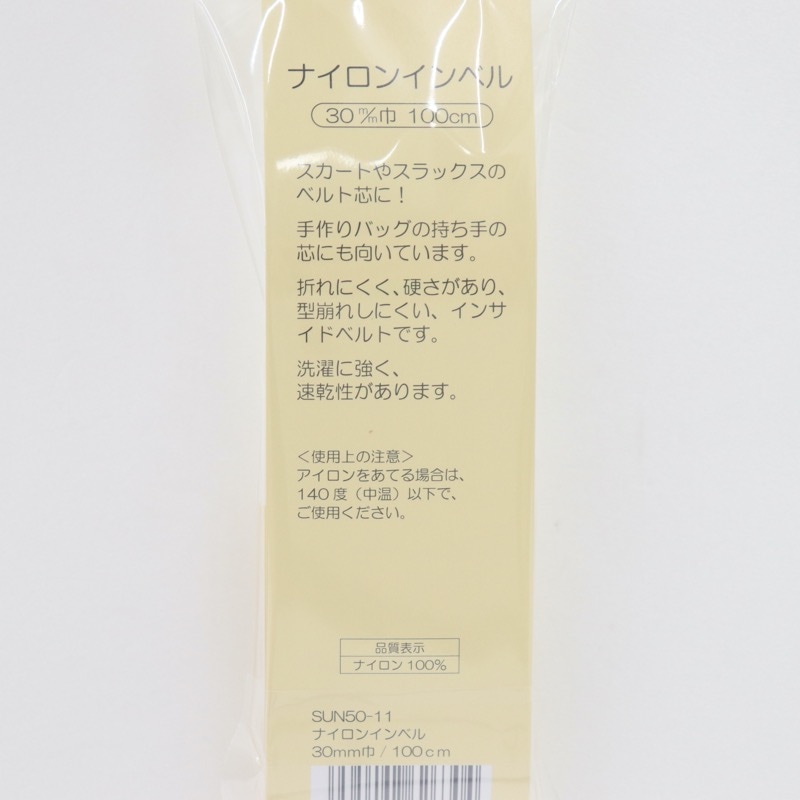 ナイロンインベル
30㎜巾 100cm
スカートやスラックスの
ベルト芯に！
手作りバッグの持ち手の
芯にも向いています。
折れにくく、硬さがあり、
型崩れしにくい、インサ
イドベルトです。
洗濯に強く、
速乾性があります。
＜使用上の注意＞
アイロンをあてる場合は、
140度（中温）以下で、
ご使用ください。
品質表示
ナイロン100%
SUN50-11
ナイロンインベル
30mm巾/100cm